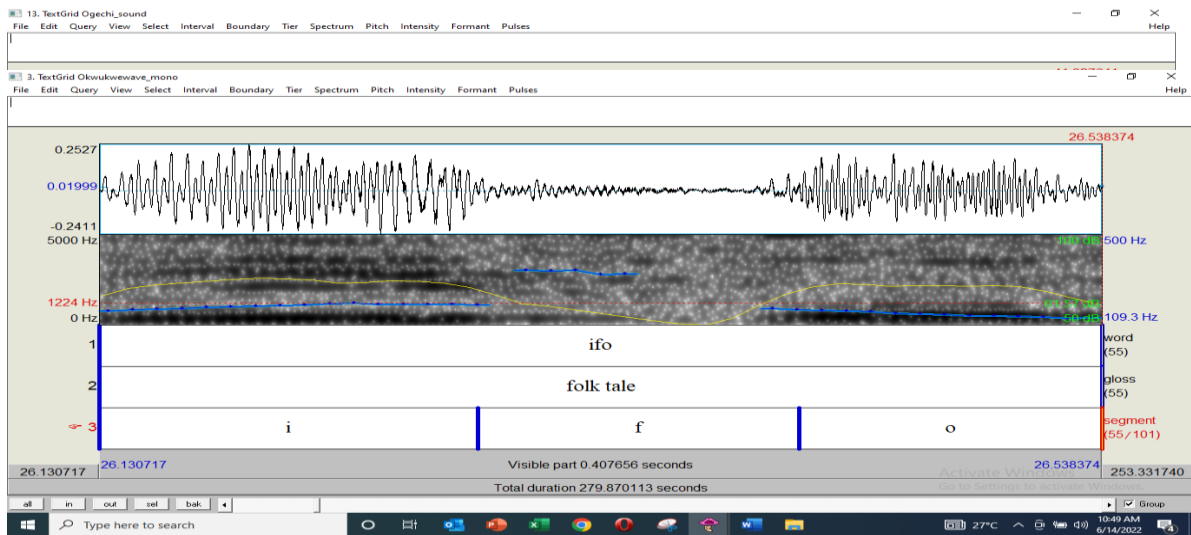 13. TextGrid Ogechi_sound
File Edit Query View Select Interval Boundary Tier Spectrum Pitch Intensity Formant Pulses Help
3. TextGrid Okwukwewave_mono
File Edit Query View Select Interval Boundary Tier Spectrum Pitch Intensity Formant Pulses Help
26.538374
0.2527
0.01999
-0.2411
5000 Hz 100 dB 500 Hz
1224 Hz
0 Hz 50 dB 109.3 Hz
1 ifo word (55)
2 folk tale gloss (55)
3 i f o segment (55/101)
26.130717 26.130717 Visible part 0.407656 seconds 26.538374 253.331740
Activate Windows
Total duration 279.870113 seconds
Go to Settings to activate Windows.
all in out sel bak Group
Type here to search 27°C 10:49 AM
6/14/2022 4